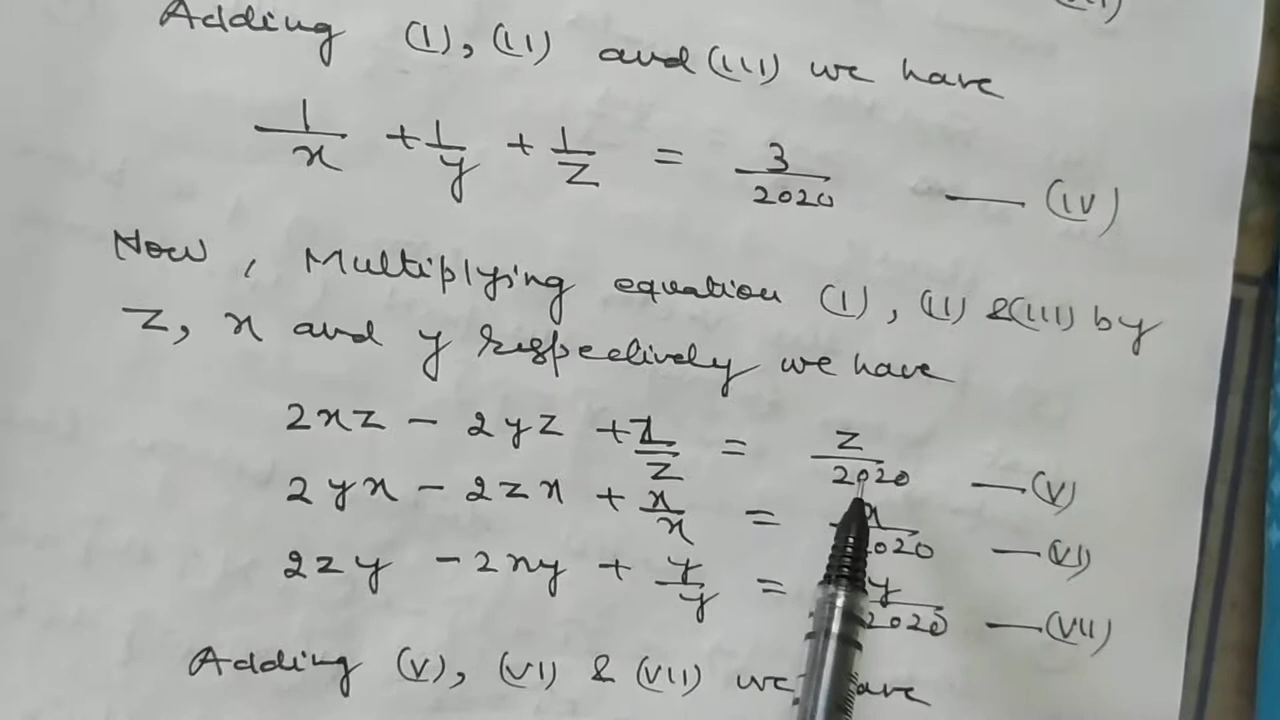 Adding (I), (II) and (III) we have
1/x + 1/y + 1/z = 3/2020 — (IV)
Now, Multiplying equation (I), (II) & (III) by
z, x and y respectively we have
2xz - 2yz + z/z = z/2020 — (V)
2yx - 2zx + x/x = x/2020 — (VI)
2zy - 2xy + y/y = y/2020 — (VII)
Adding (V), (VI) & (VII) we have